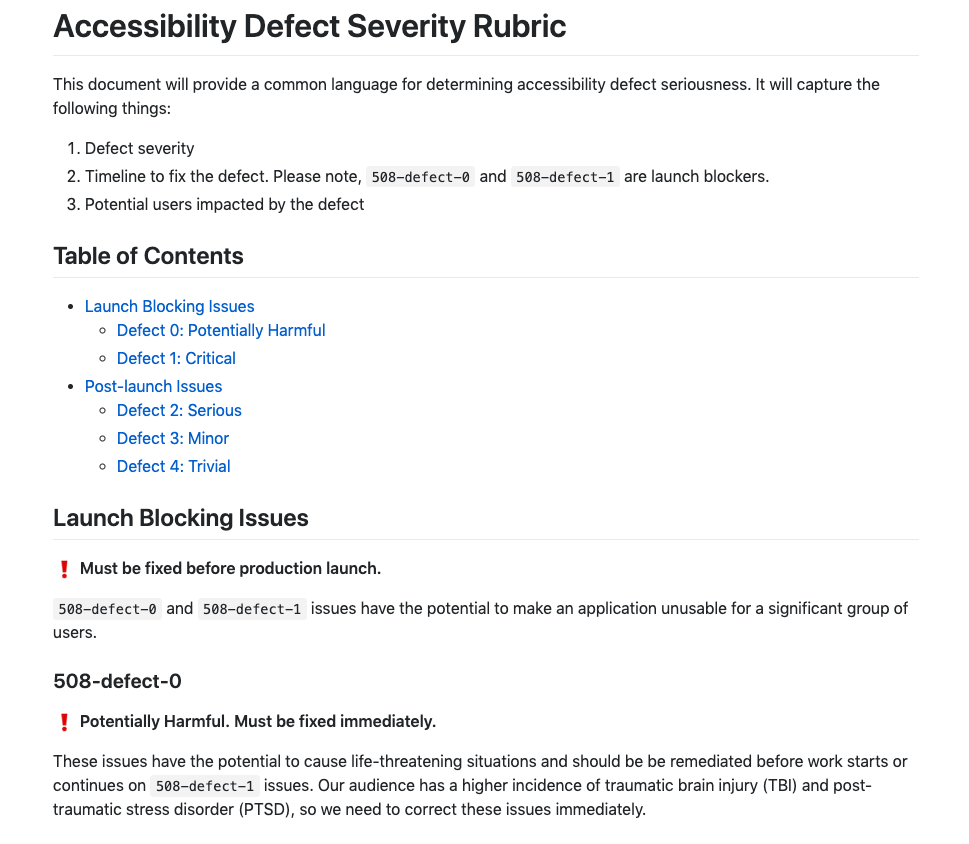 Accessibility Defect Severity Rubric
This document will provide a common language for determining accessibility defect seriousness. It will capture the
following things:
1. Defect severity
2. Timeline to fix the defect. Please note, 508-defect-0 and 508-defect-1 are launch blockers.
3. Potential users impacted by the defect
Table of Contents
• Launch Blocking Issues
◦ Defect 0: Potentially Harmful
◦ Defect 1: Critical
• Post-launch Issues
◦ Defect 2: Serious
◦ Defect 3: Minor
◦ Defect 4: Trivial
Launch Blocking Issues
❗ Must be fixed before production launch.
508-defect-0 and 508-defect-1 issues have the potential to make an application unusable for a significant group of
users.
508-defect-0
❗ Potentially Harmful. Must be fixed immediately.
These issues have the potential to cause life-threatening situations and should be be remediated before work starts or
continues on 508-defect-1 issues. Our audience has a higher incidence of traumatic brain injury (TBI) and post-
traumatic stress disorder (PTSD), so we need to correct these issues immediately.